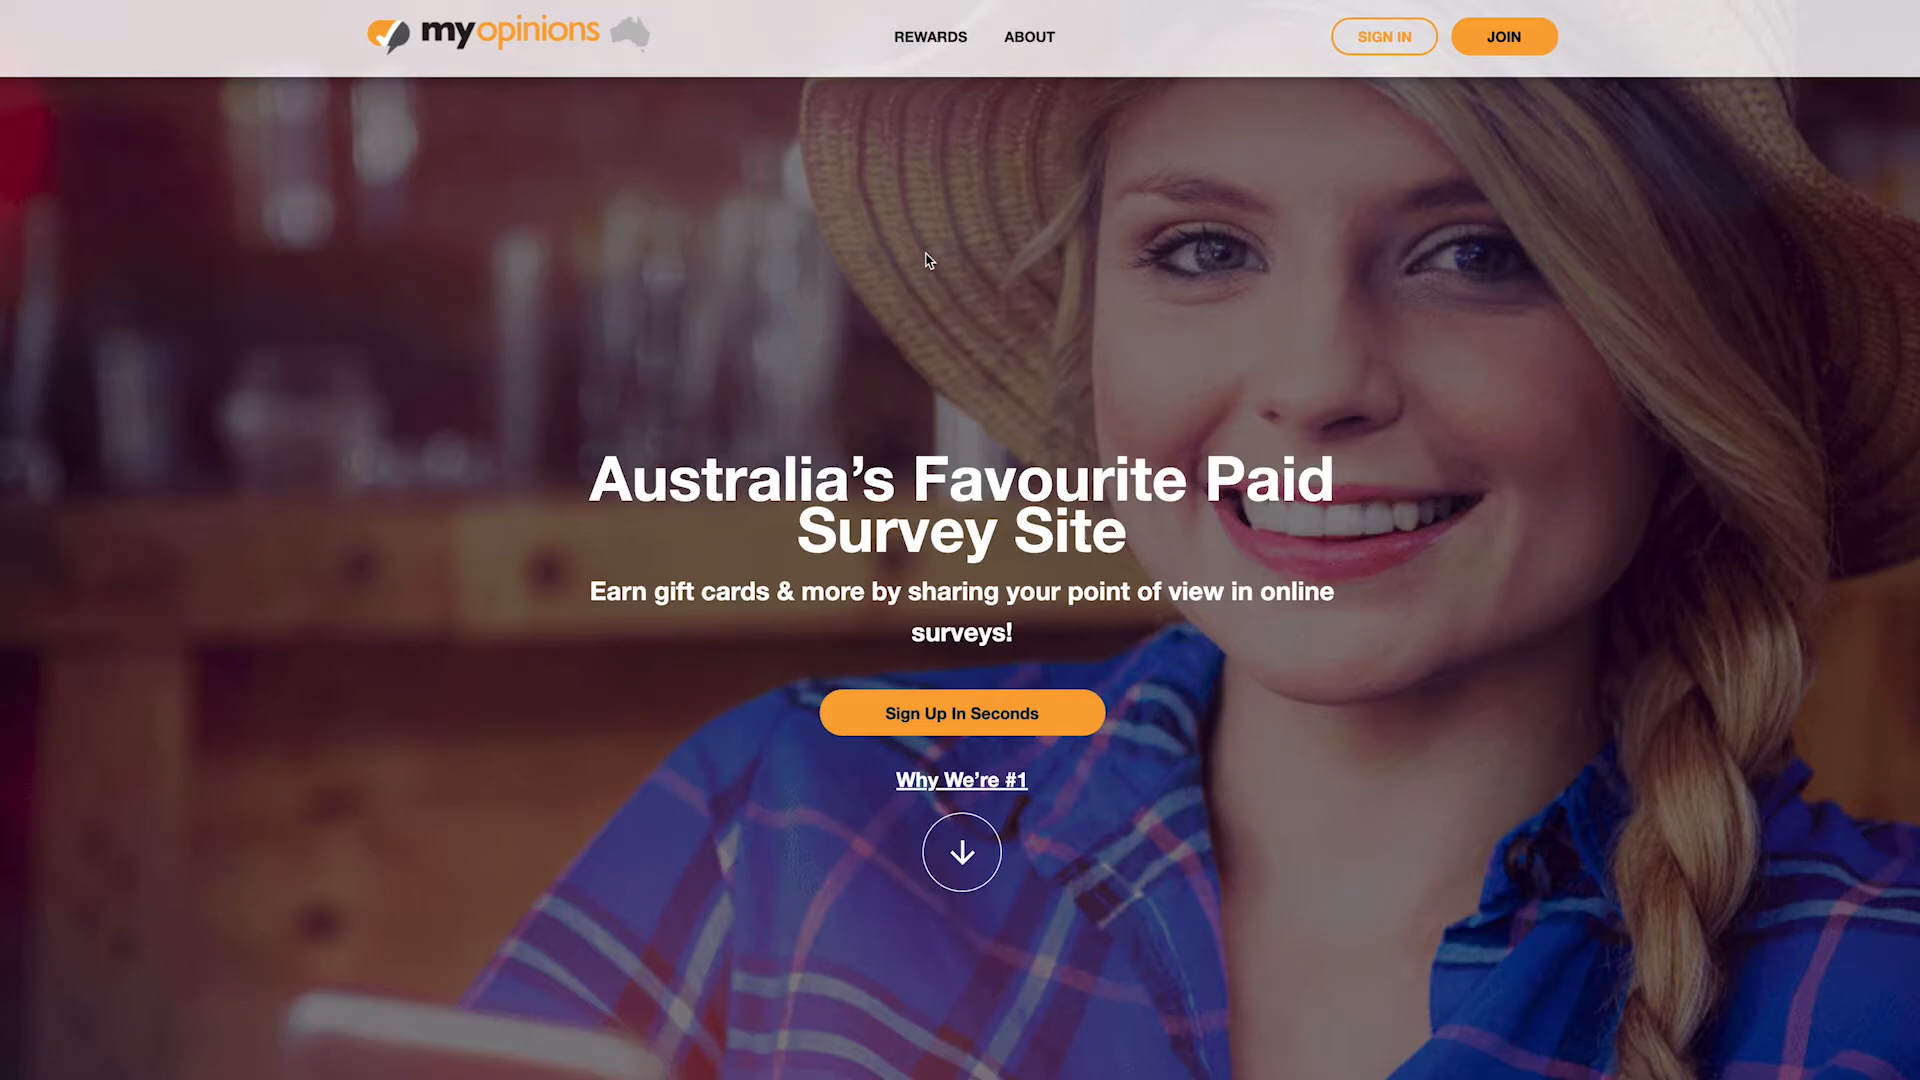 myopinions
REWARDS
ABOUT
SIGN IN
JOIN
Australia’s Favourite Paid
Survey Site
Earn gift cards & more by sharing your point of view in online
surveys!
Sign Up In Seconds
Why We’re #1